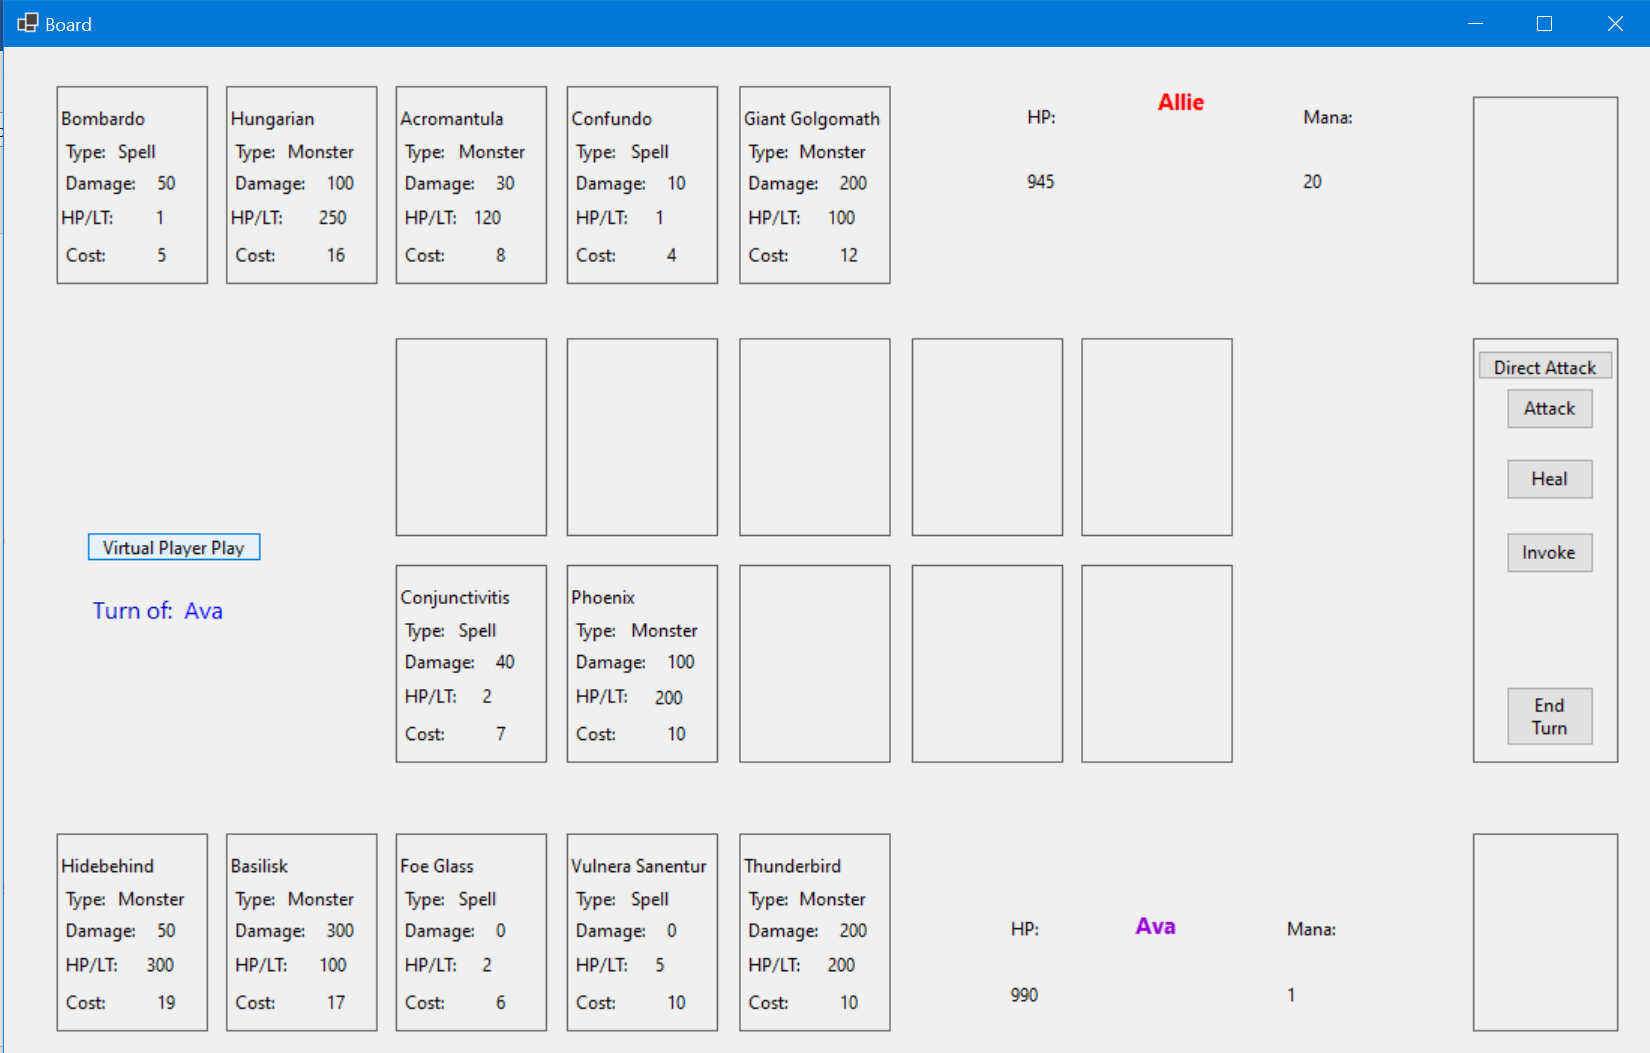 Board
Bombardo
Type: Spell
Damage: 50
HP/LT: 1
Cost: 5
Hungarian
Type: Monster
Damage: 100
HP/LT: 250
Cost: 16
Acromantula
Type: Monster
Damage: 30
HP/LT: 120
Cost: 8
Confundo
Type: Spell
Damage: 10
HP/LT: 1
Cost: 4
Giant Golgomath
Type: Monster
Damage: 200
HP/LT: 100
Cost: 12
Allie
HP:
945
Mana:
20
Direct Attack
Attack
Heal
Invoke
End
Turn
Virtual Player Play
Turn of: Ava
Conjunctivitis
Type: Spell
Damage: 40
HP/LT: 2
Cost: 7
Phoenix
Type: Monster
Damage: 100
HP/LT: 200
Cost: 10
Hidebehind
Type: Monster
Damage: 50
HP/LT: 300
Cost: 19
Basilisk
Type: Monster
Damage: 300
HP/LT: 100
Cost: 17
Foe Glass
Type: Spell
Damage: 0
HP/LT: 2
Cost: 6
Vulnera Sanentur
Type: Spell
Damage: 0
HP/LT: 5
Cost: 10
Thunderbird
Type: Monster
Damage: 200
HP/LT: 200
Cost: 10
Ava
HP:
990
Mana:
1